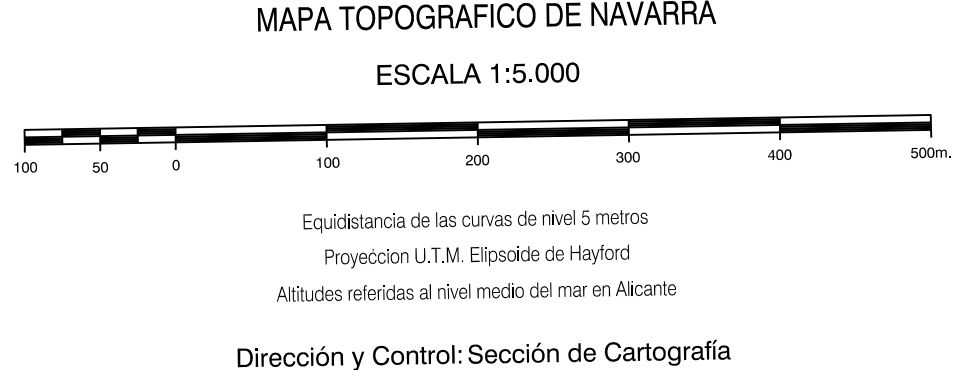 MAPA TOPOGRAFICO DE NAVARRA
ESCALA 1:5.000
100 50 0 100 200 300 400 500m.
Equidistancia de las curvas de nivel 5 metros
Proyeccion U.T.M. Elipsoide de Hayford
Altitudes referidas al nivel medio del mar en Alicante
Dirección y Control: Sección de Cartografía